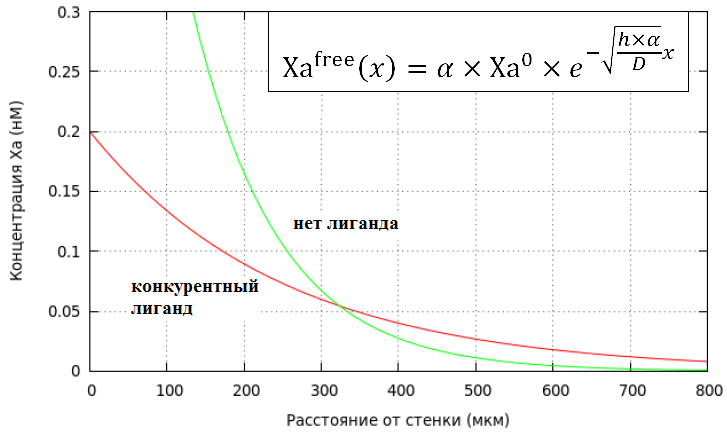 0.3
0.25
0.2
0.15
0.1
0.05
0
Концентрация Xa (нМ)
Xa^free(x) = α × Xa^0 × e^(−√(h×α/D)x)
нет лиганда
конкурентный
лиганд
0 100 200 300 400 500 600 700 800
Расстояние от стенки (мкм)